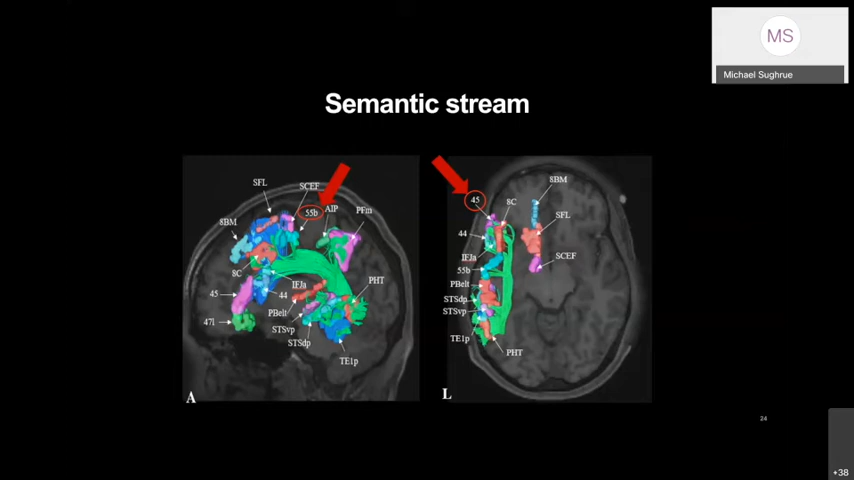 MS
Michael Sughrue
Semantic stream
SFL
SCEF
55b
AIP
PFm
8BM
8C
IFJa
45
44
PHT
PBelt
47l
STSvp
STSdp
TE1p
A
45
8C
8BM
44
SFL
IFJa
SCEF
55b
PBelt
STSdp
STSvp
TE1p
PHT
L
24
+38